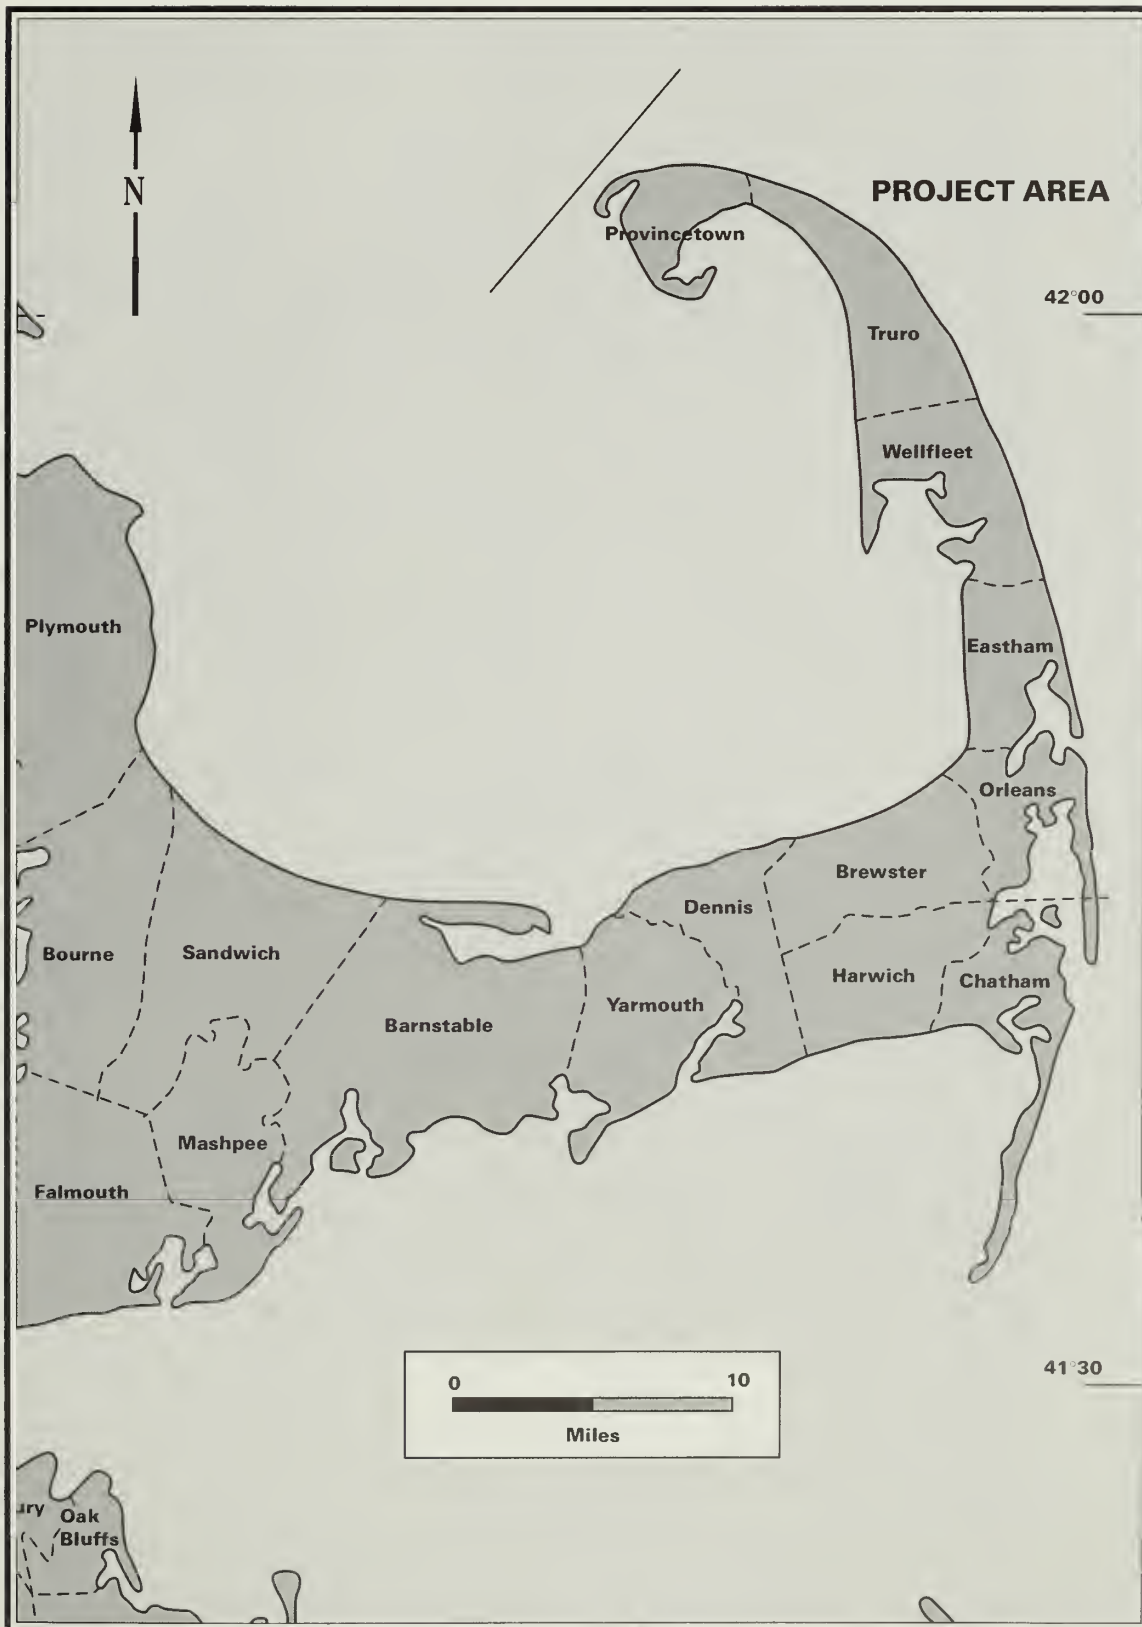 N
PROJECT AREA
Provincetown
42°00
Truro
Wellfleet
Plymouth
Eastham
Orleans
Brewster
Dennis
Bourne
Sandwich
Harwich
Chatham
Yarmouth
Barnstable
Mashpee
Falmouth
41°30
0 10
Miles
ury
Oak
Bluffs